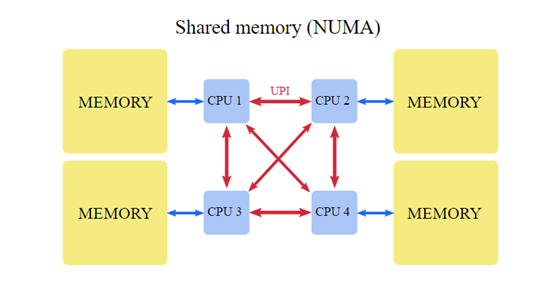 Shared memory (NUMA)
MEMORY
CPU 1
UPI
CPU 2
MEMORY
MEMORY
CPU 3
CPU 4
MEMORY